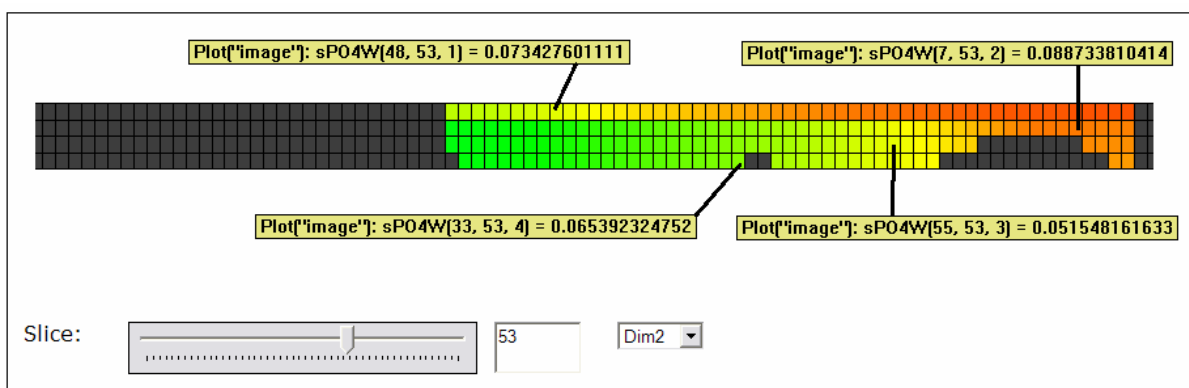 Plot("image"): sPO4W(48, 53, 1) = 0.073427601111
Plot("image"): sPO4W(7, 53, 2) = 0.088733810414
Plot("image"): sPO4W(33, 53, 4) = 0.065392324752
Plot("image"): sPO4W(55, 53, 3) = 0.051548161633
Slice:
53
Dim2